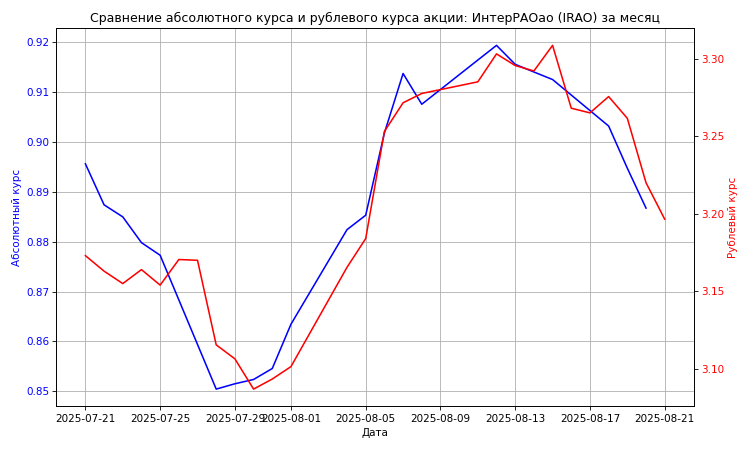 Сравнение абсолютного курса и рублевого курса акции: ИнтерРАОао (IRAO) за месяц
0.92
0.91
0.90
0.89
0.88
0.87
0.86
0.85
Абсолютный курс
3.30
3.25
3.20
3.15
3.10
Рублевый курс
2025-07-21 2025-07-25 2025-07-29 2025-08-01 2025-08-05 2025-08-09 2025-08-13 2025-08-17 2025-08-21
Дата